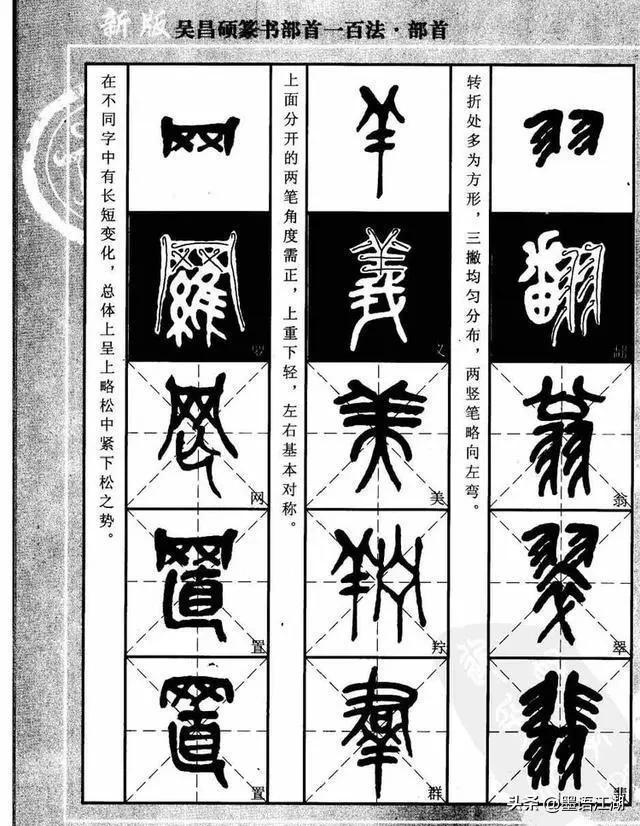 新版
吴昌硕篆书部首一百法·部首
转折处多为方形，三撇均匀分布，两竖笔略向左弯。
翻
翁
翠
翡
上面分开的两笔角度需正，上重下轻，左右基本对称。
义
美
群
在不同字中有长短变化，总体上呈上略松中紧下松之势。
罗
网
置
置
头条@墨语江湖